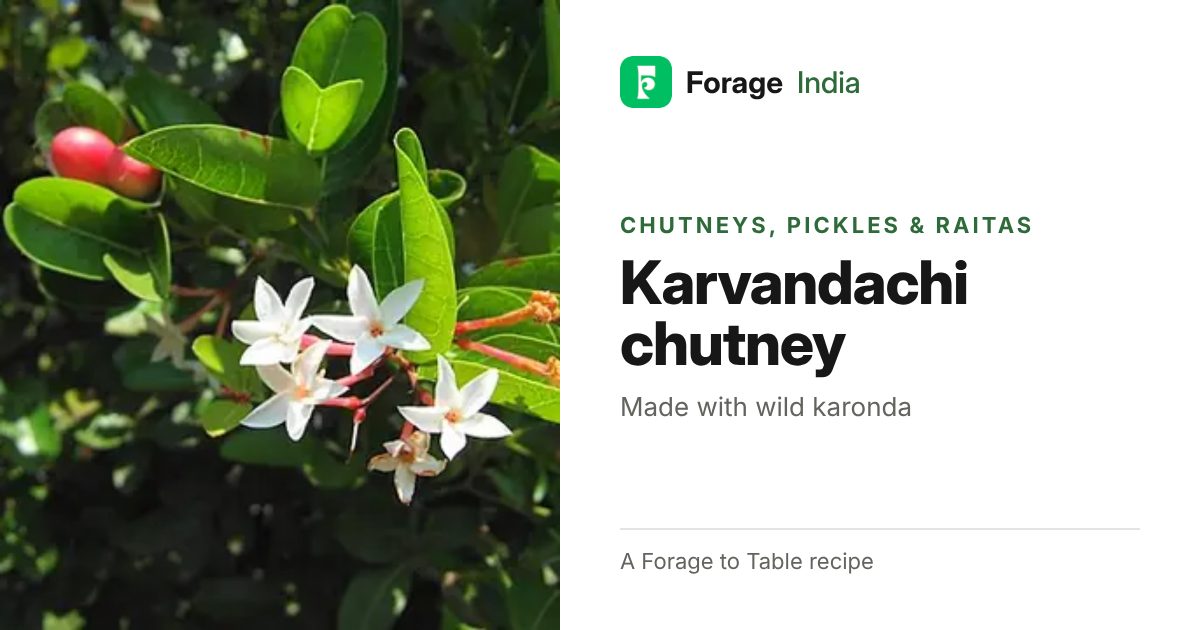 Forage India
CHUTNEYS, PICKLES & RAITAS
Karvandachi
chutney
Made with wild karonda
A Forage to Table recipe